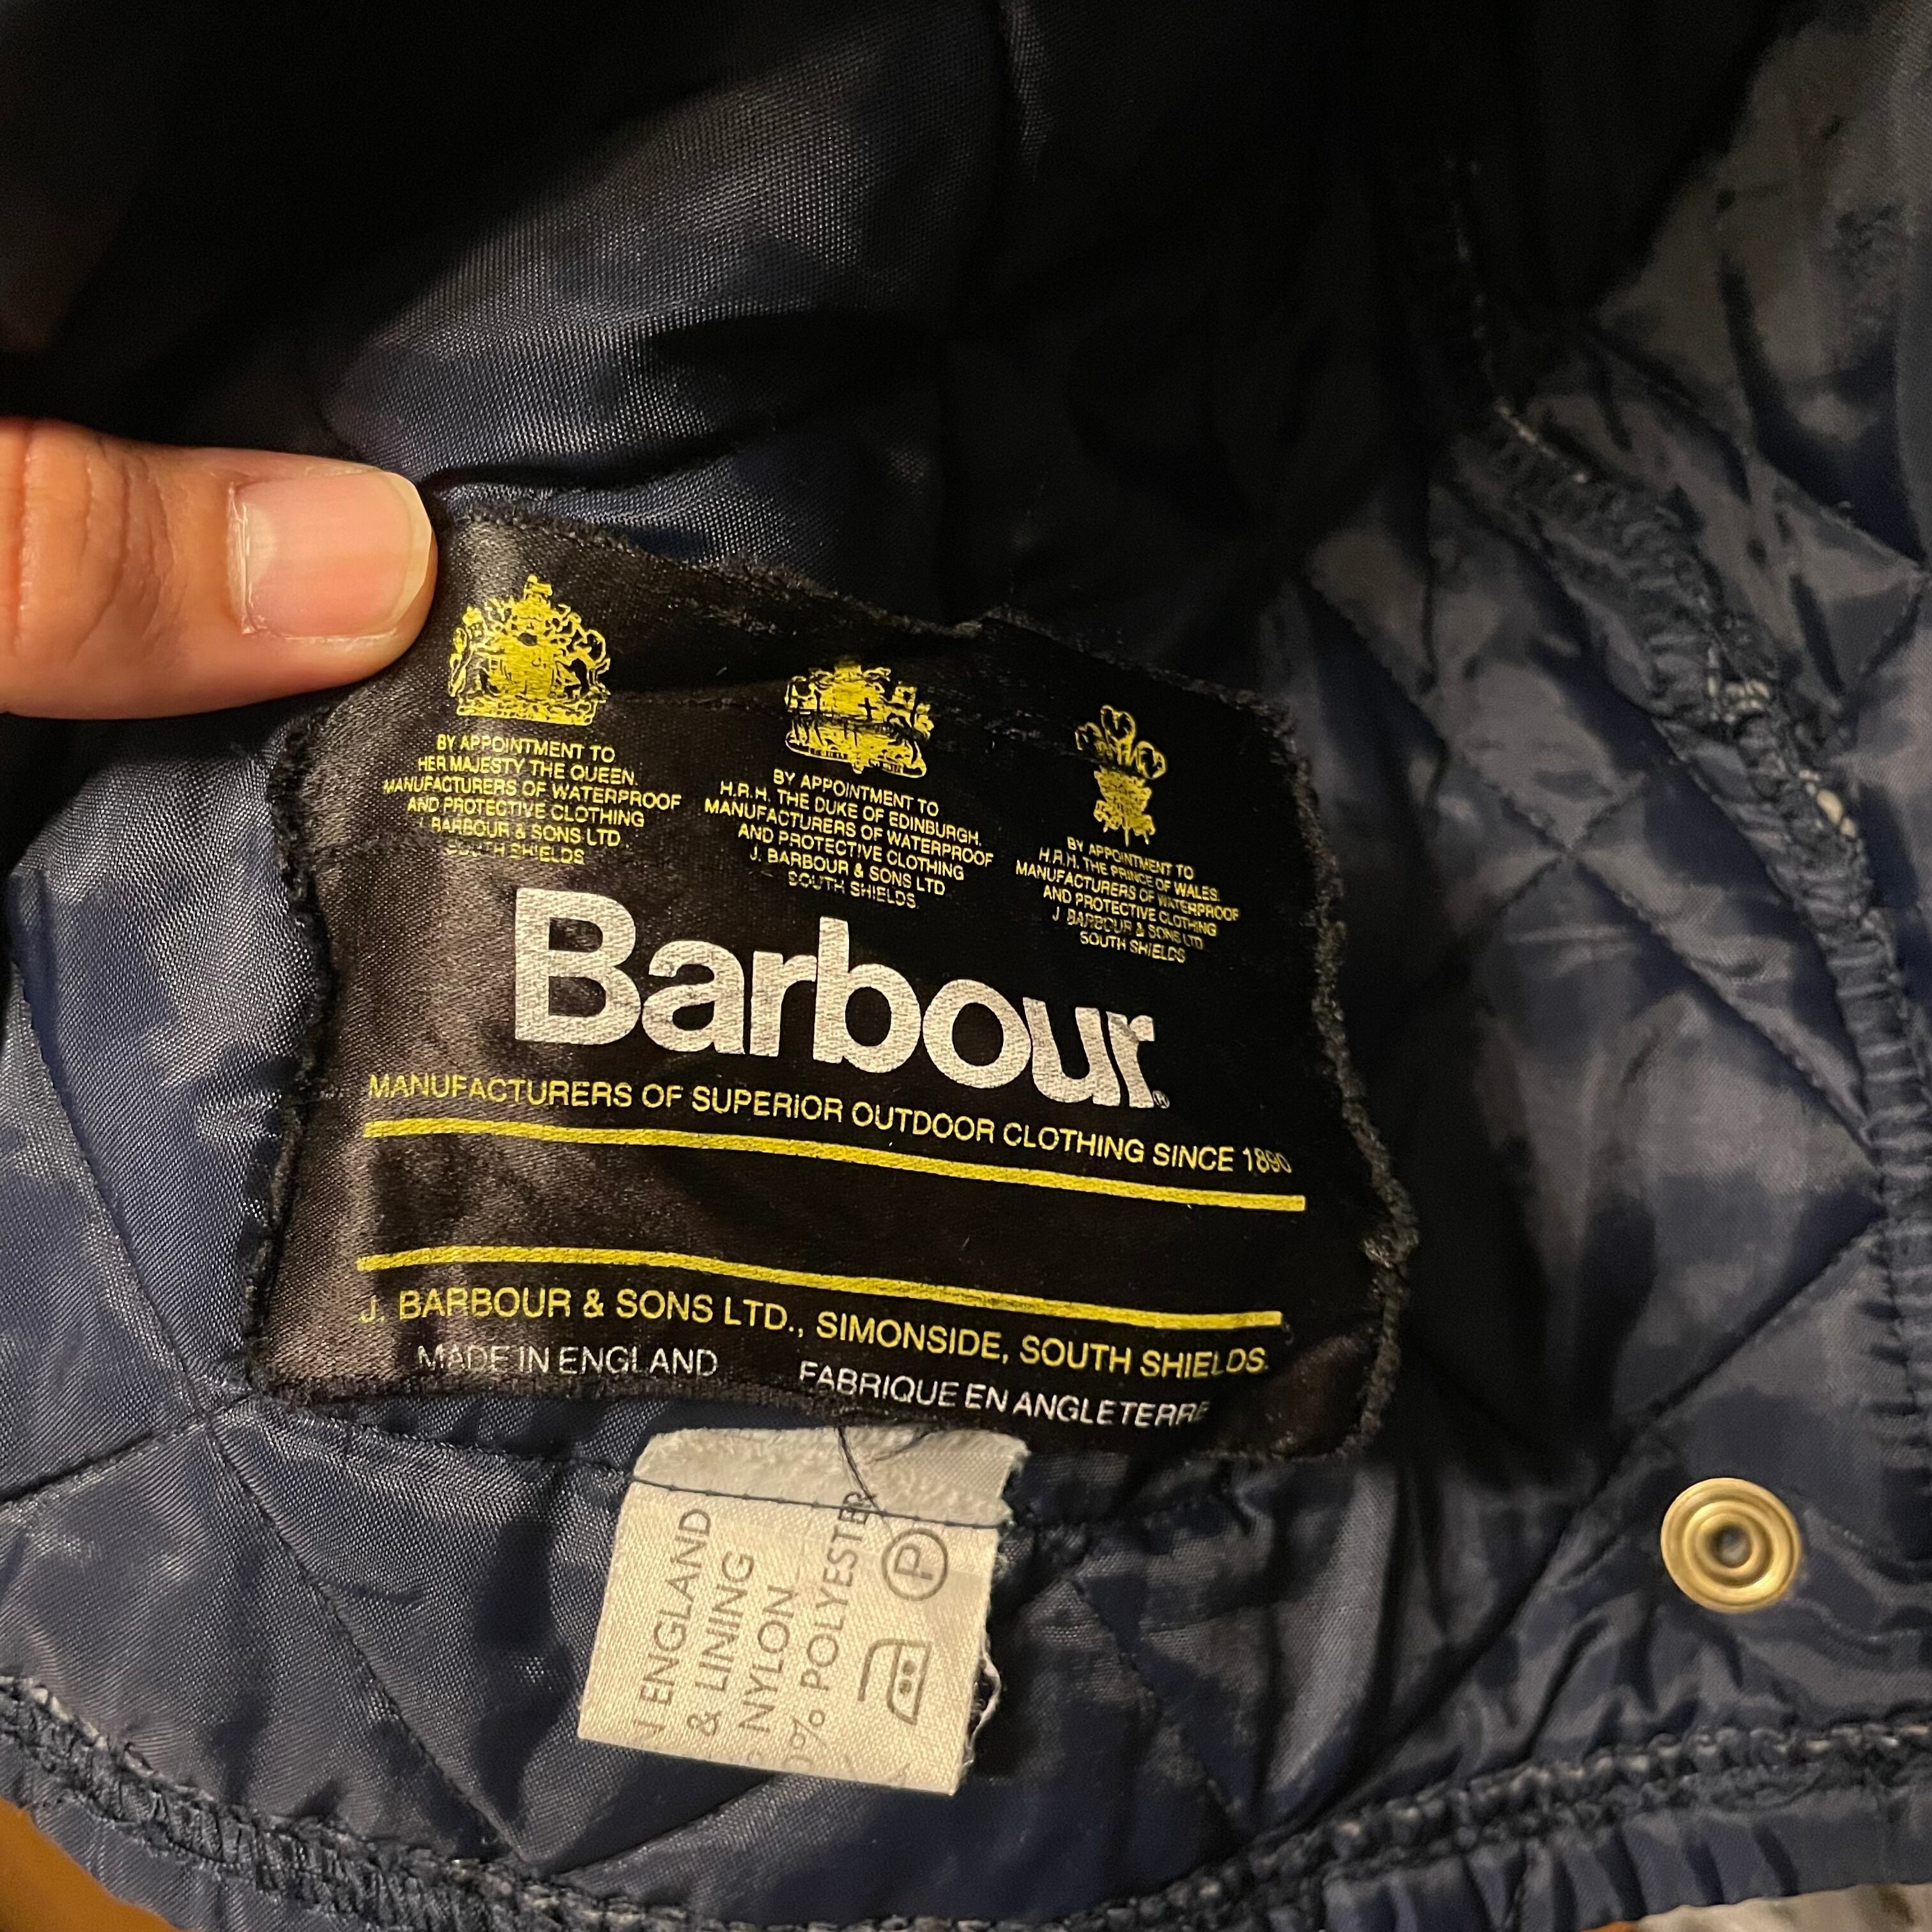 BY APPOINTMENT TO
HER MAJESTY THE QUEEN.
MANUFACTURERS OF WATERPROOF
AND PROTECTIVE CLOTHING
J. BARBOUR & SONS LTD
SOUTH SHIELDS
BY APPOINTMENT TO
H.R.H. THE DUKE OF EDINBURGH.
MANUFACTURERS OF WATERPROOF
AND PROTECTIVE CLOTHING
J. BARBOUR & SONS LTD
SOUTH SHIELDS
BY APPOINTMENT TO
H.R.H. THE PRINCE OF WALES.
MANUFACTURERS OF WATERPROOF
AND PROTECTIVE CLOTHING
J BARBOUR & SONS LTD
SOUTH SHIELDS
Barbour®
MANUFACTURERS OF SUPERIOR OUTDOOR CLOTHING SINCE 1890
J. BARBOUR & SONS LTD., SIMONSIDE, SOUTH SHIELDS.
MADE IN ENGLAND FABRIQUE EN ANGLETERRE
ENGLAND
& LINING
NYLON
% POLYESTER
P